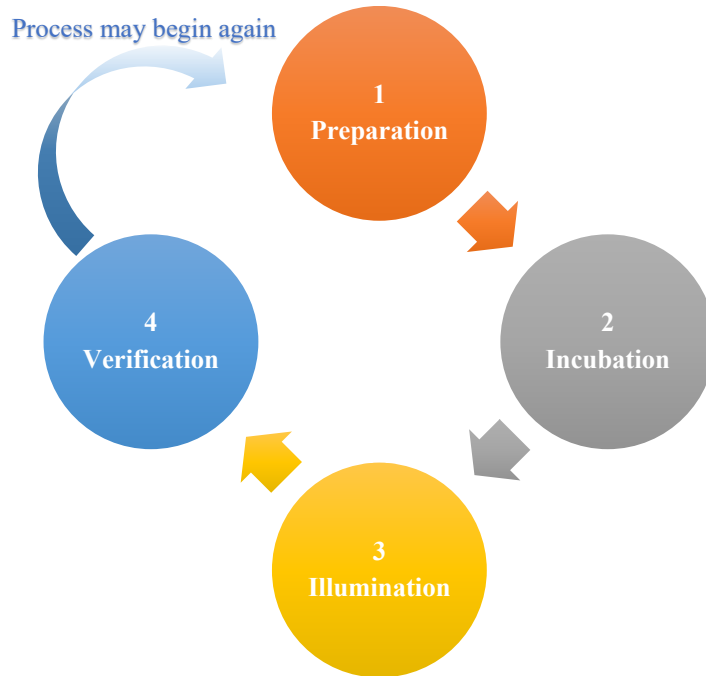 Process may begin again
1
Preparation
2
Incubation
3
Illumination
4
Verification